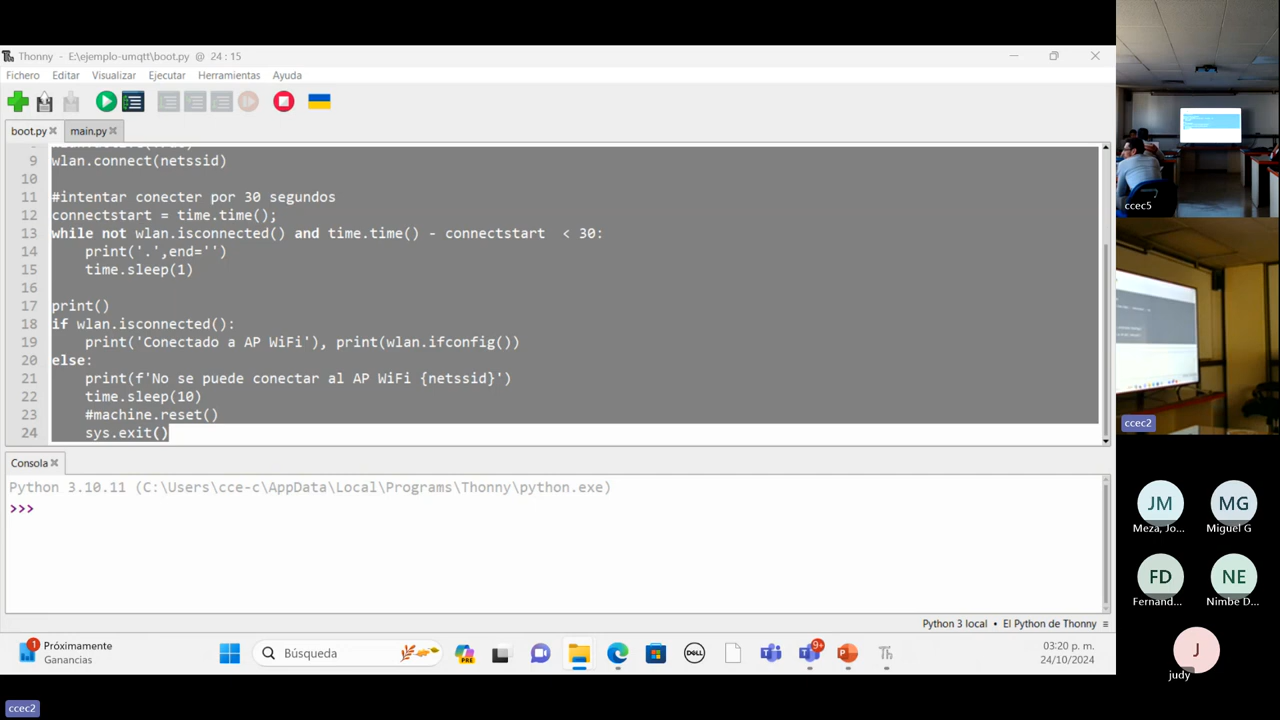 Thonny - E:\ejemplo-umqtt\boot.py @ 24 : 15
Fichero Editar Visualizar Ejecutar Herramientas Ayuda
boot.py main.py
9 wlan.connect(netssid)
10
11 #intentar conecter por 30 segundos
12 connectstart = time.time();
13 while not wlan.isconnected() and time.time() - connectstart  < 30:
14     print('.',end='')
15     time.sleep(1)
16
17 print()
18 if wlan.isconnected():
19     print('Conectado a AP WiFi'), print(wlan.ifconfig())
20 else:
21     print(f'No se puede conectar al AP WiFi {netssid}')
22     time.sleep(10)
23     #machine.reset()
24     sys.exit()
Consola
Python 3.10.11 (C:\Users\cce-c\AppData\Local\Programs\Thonny\python.exe)
>>>
Python 3 local • El Python de Thonny
1
Próximamente
Ganancias
Búsqueda
PRE
DELL
9+
Th
03:20 p. m.
24/10/2024
ccec5
ccec2
JM
Meza, Jo...
MG
Miguel G
FD
Fernand...
NE
Nimbe D...
J
judy
ccec2